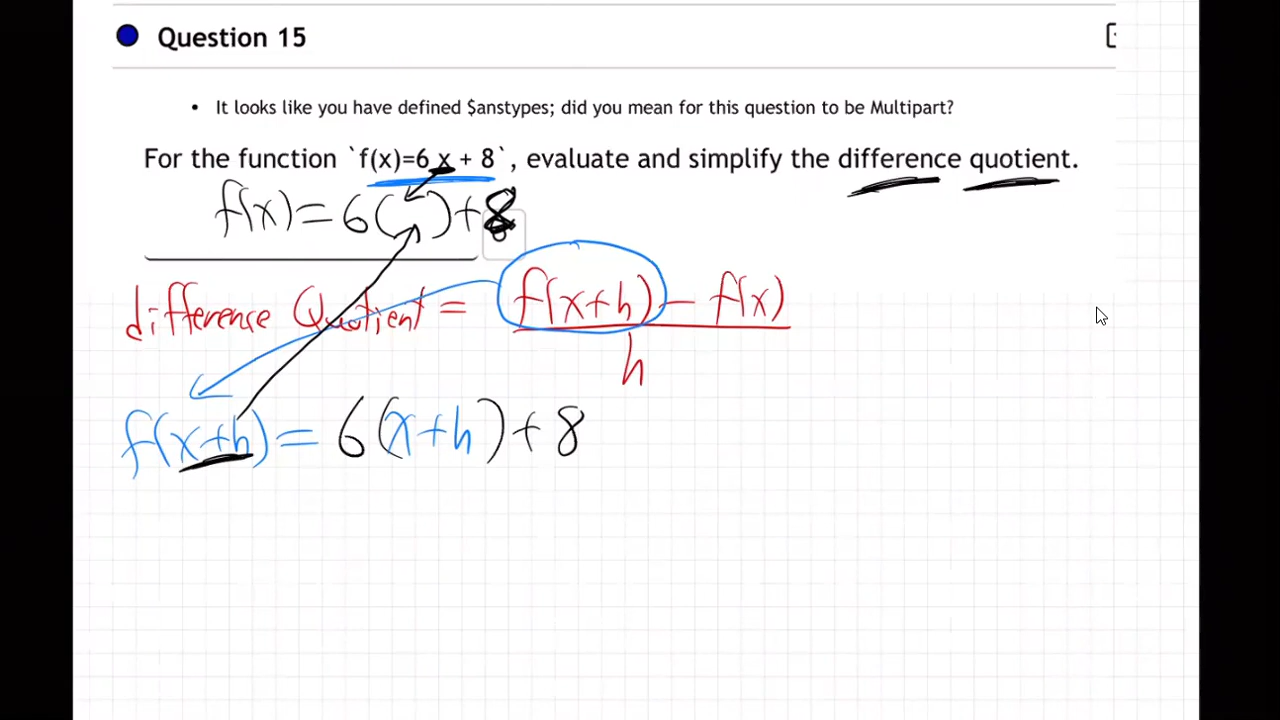 Question 15
• It looks like you have defined $anstypes; did you mean for this question to be Multipart?
For the function `f(x)=6 x + 8`, evaluate and simplify the difference quotient.
f(x) = 6( ) + 8
difference Quotient = f(x+h) - f(x)
h
f(x+h) = 6(x+h) + 8